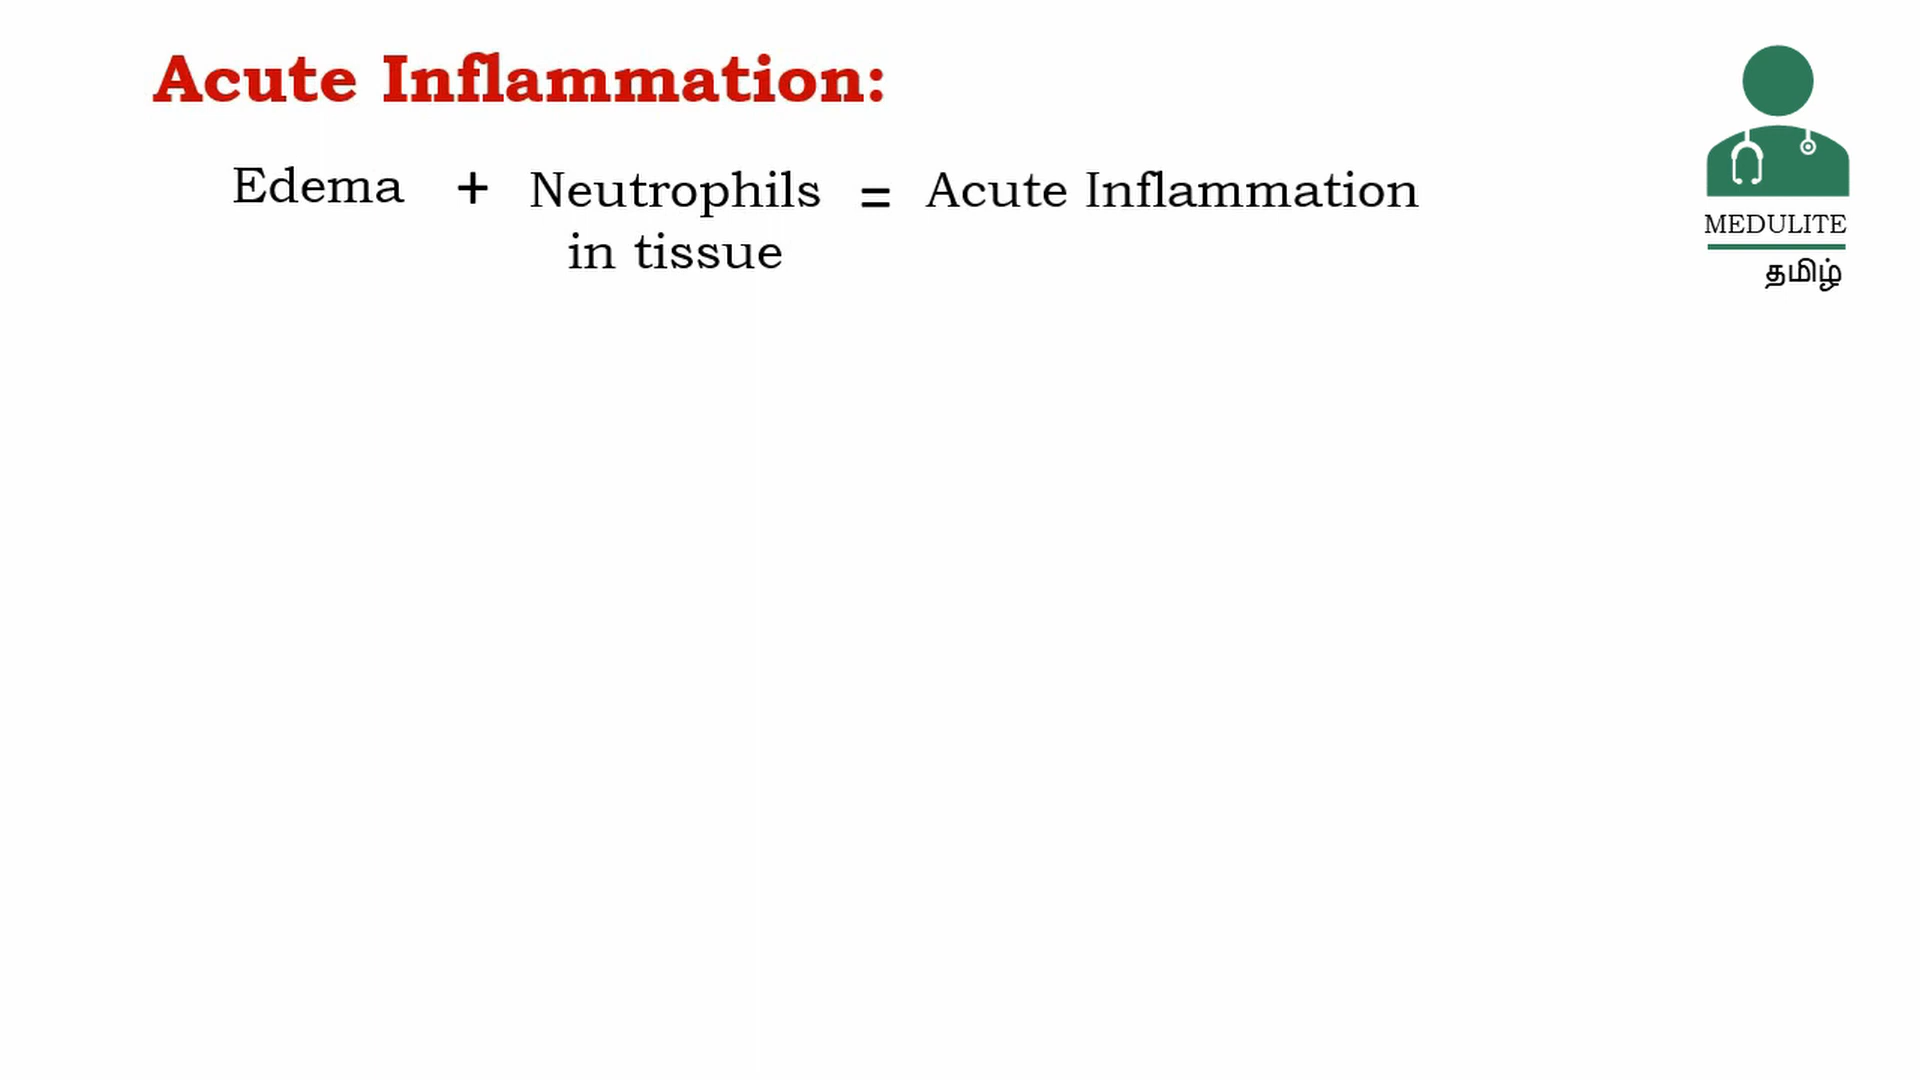 Acute Inflammation:
Edema + Neutrophils = Acute Inflammation
in tissue
MEDULITE
தமிழ்